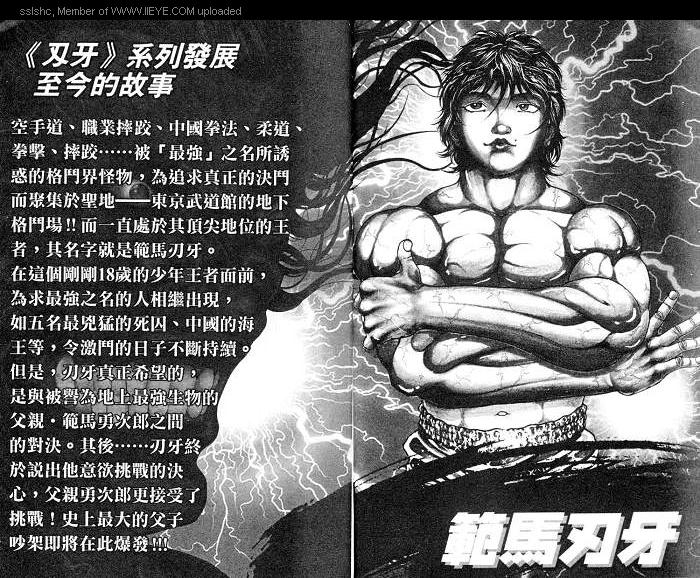 sslshc, Member of WWW.IIEYE.COM uploaded
《刄牙》系列發展
至今的故事
空手道、職業摔跤、中國拳法、柔道、
拳擊、摔跤⋯⋯被「最強」之名所誘
惑的格鬥界怪物，為追求真正的決鬥
而聚集於聖地——東京武道館的地下
格鬥場!!而一直處於其頂尖地位的王
者，其名字就是範馬刃牙。
在這個剛剛18歲的少年王者面前，
為求最強之名的人相繼出現，
如五名最兇猛的死囚、中國的海
王等，令激鬥的日子不斷持續。
但是，刃牙真正希望的，
是與被譽為地上最強生物的
父親·範馬勇次郎之間
的對決。其後⋯⋯刃牙終
於說出他意欲挑戰的決
心，父親勇次郎更接受了
挑戰！史上最大的父子
吵架即將在此爆發!!!
範馬刃牙